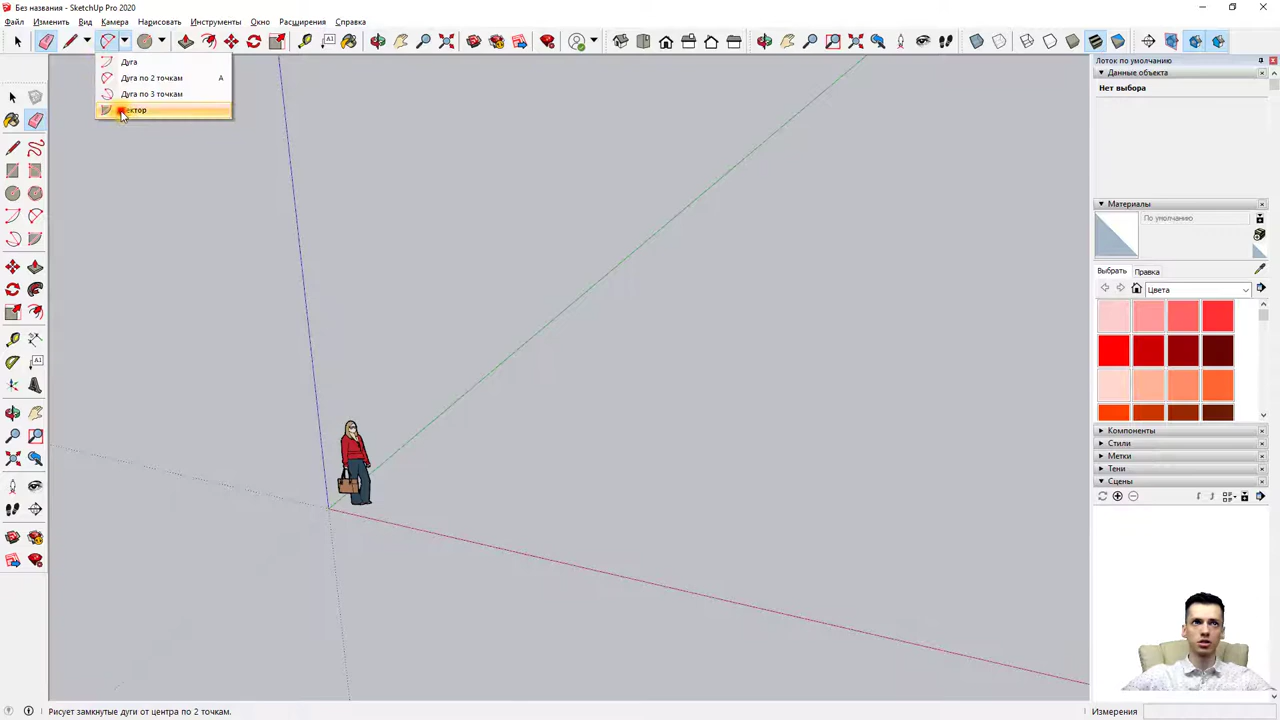 Без названия - SketchUp Pro 2020
Файл Изменить Вид Камера Нарисовать Инструменты Окно Расширения Справка
Дуга
Дуга по 2 точкам A
Дуга по 3 точкам
Лоток по умолчанию
Данные объекта
Нет выбора
Материалы
По умолчанию
Выбрать Правка
Цвета
Компоненты
Стили
Метки
Тени
Сцены
Рисует замкнутые дуги от центра по 2 точкам.
Измерения